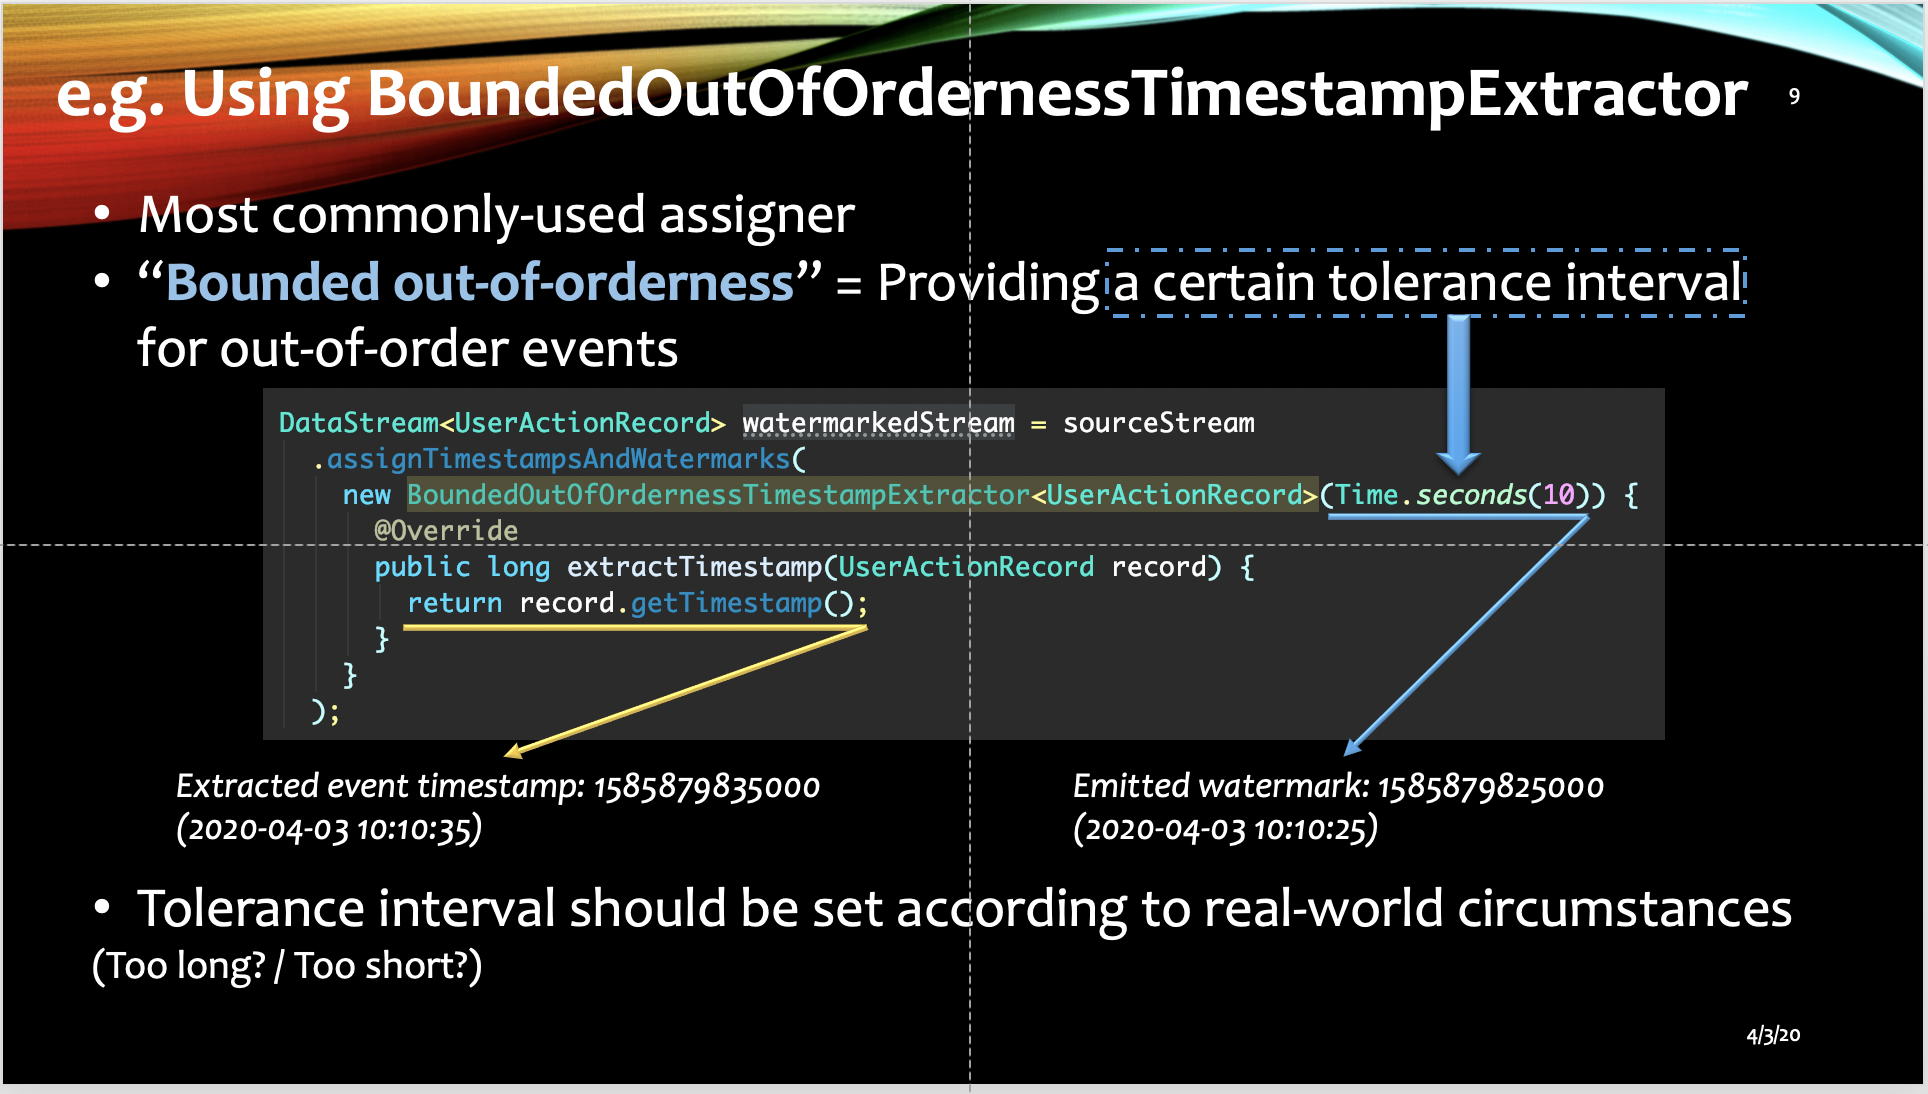 e.g. Using BoundedOutOfOrdernessTimestampExtractor
9
• Most commonly-used assigner
• “Bounded out-of-orderness” = Providing a certain tolerance interval
for out-of-order events
DataStream<UserActionRecord> watermarkedStream = sourceStream
.assignTimestampsAndWatermarks(
new BoundedOutOfOrdernessTimestampExtractor<UserActionRecord>(Time.seconds(10)) {
@Override
public long extractTimestamp(UserActionRecord record) {
return record.getTimestamp();
}
}
);
Extracted event timestamp: 1585879835000
(2020-04-03 10:10:35)
Emitted watermark: 1585879825000
(2020-04-03 10:10:25)
• Tolerance interval should be set according to real-world circumstances
(Too long? / Too short?)
4/3/20